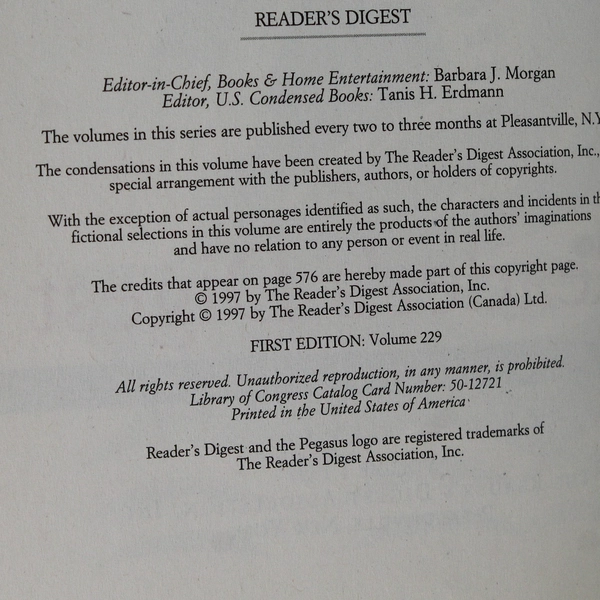 READER'S DIGEST
Editor-in-Chief, Books & Home Entertainment: Barbara J. Morgan
Editor, U.S. Condensed Books: Tanis H. Erdmann
The volumes in this series are published every two to three months at Pleasantville, N.Y
The condensations in this volume have been created by The Reader's Digest Association, Inc.,
special arrangement with the publishers, authors, or holders of copyrights.
With the exception of actual personages identified as such, the characters and incidents in th
fictional selections in this volume are entirely the products of the authors' imaginations
and have no relation to any person or event in real life.
The credits that appear on page 576 are hereby made part of this copyright page.
© 1997 by The Reader's Digest Association, Inc.
Copyright © 1997 by The Reader's Digest Association (Canada) Ltd.
FIRST EDITION: Volume 229
All rights reserved. Unauthorized reproduction, in any manner, is prohibited.
Library of Congress Catalog Card Number: 50-12721
Printed in the United States of America
Reader's Digest and the Pegasus logo are registered trademarks of
The Reader's Digest Association, Inc.